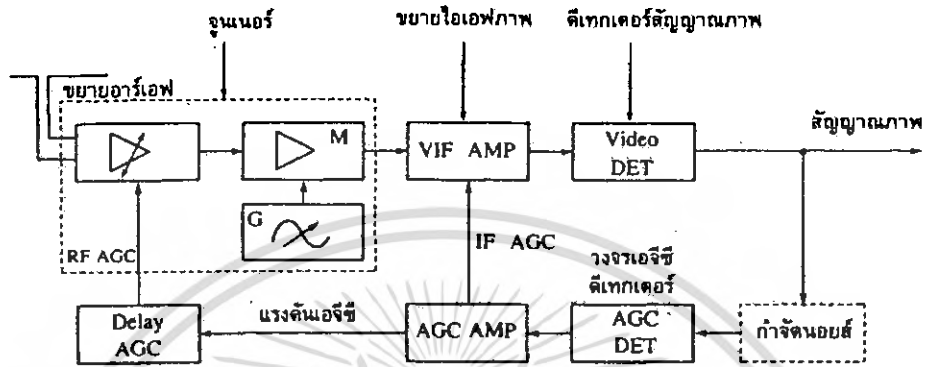 จูนเนอร์
ขยายไอเอฟภาพ
ดีเทกเตอร์สัญญาณภาพ
ขยายอาร์เอฟ
M
VIF AMP
Video
DET
สัญญาณภาพ
G
RF AGC
IF AGC
วงจรเอจีซี
ดีเทกเตอร์
Delay
AGC
แรงดันเอจีซี
AGC AMP
AGC
DET
กำจัดนอยส์